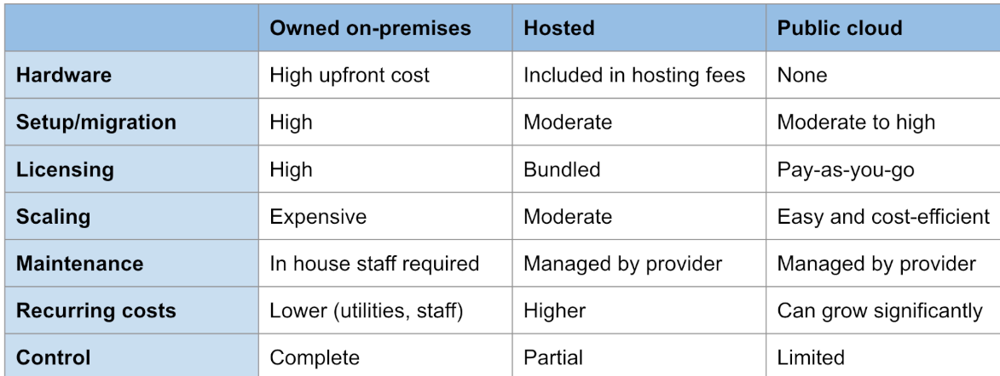 Owned on-premises Hosted Public cloud
Hardware High upfront cost Included in hosting fees None
Setup/migration High Moderate Moderate to high
Licensing High Bundled Pay-as-you-go
Scaling Expensive Moderate Easy and cost-efficient
Maintenance In house staff required Managed by provider Managed by provider
Recurring costs Lower (utilities, staff) Higher Can grow significantly
Control Complete Partial Limited